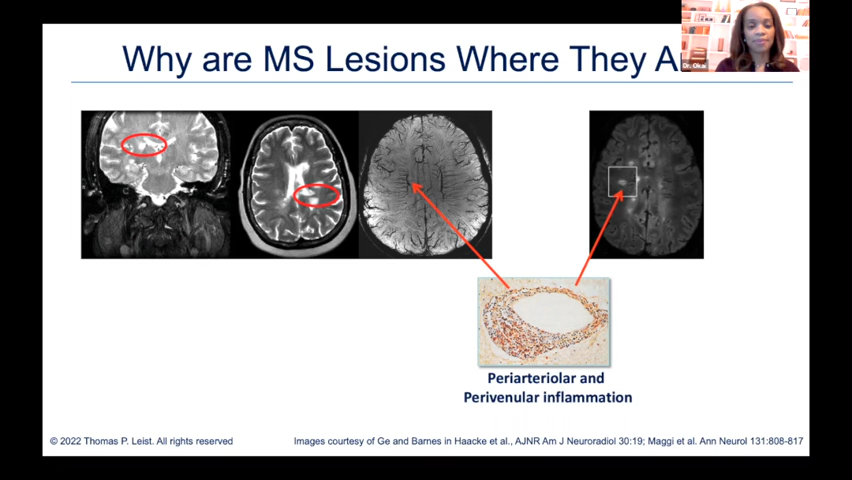 Why are MS Lesions Where They A
Dr. Okai
Periarteriolar and
Perivenular inflammation
© 2022 Thomas P. Leist. All rights reserved
Images courtesy of Ge and Barnes in Haacke et al., AJNR Am J Neuroradiol 30:19; Maggi et al. Ann Neurol 131:808-817